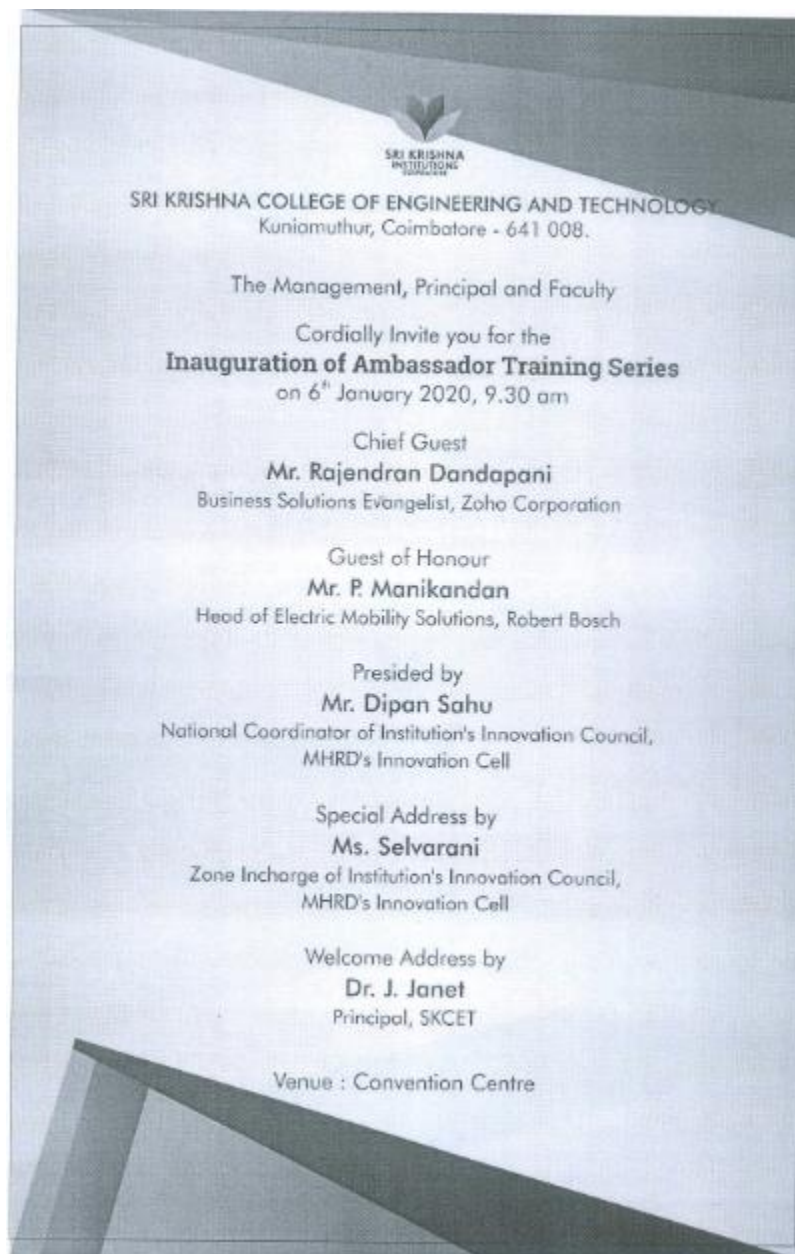 SRI KRISHNA
INSTITUTIONS
COIMBATORE
SRI KRISHNA COLLEGE OF ENGINEERING AND TECHNOLOGY
Kuniamuthur, Coimbatore - 641 008.
The Management, Principal and Faculty
Cordially Invite you for the
Inauguration of Ambassador Training Series
on 6th January 2020, 9.30 am
Chief Guest
Mr. Rajendran Dandapani
Business Solutions Evangelist, Zoho Corporation
Guest of Honour
Mr. P. Manikandan
Head of Electric Mobility Solutions, Robert Bosch
Presided by
Mr. Dipan Sahu
National Coordinator of Institution's Innovation Council,
MHRD's Innovation Cell
Special Address by
Ms. Selvarani
Zone Incharge of Institution's Innovation Council,
MHRD's Innovation Cell
Welcome Address by
Dr. J. Janet
Principal, SKCET
Venue : Convention Centre